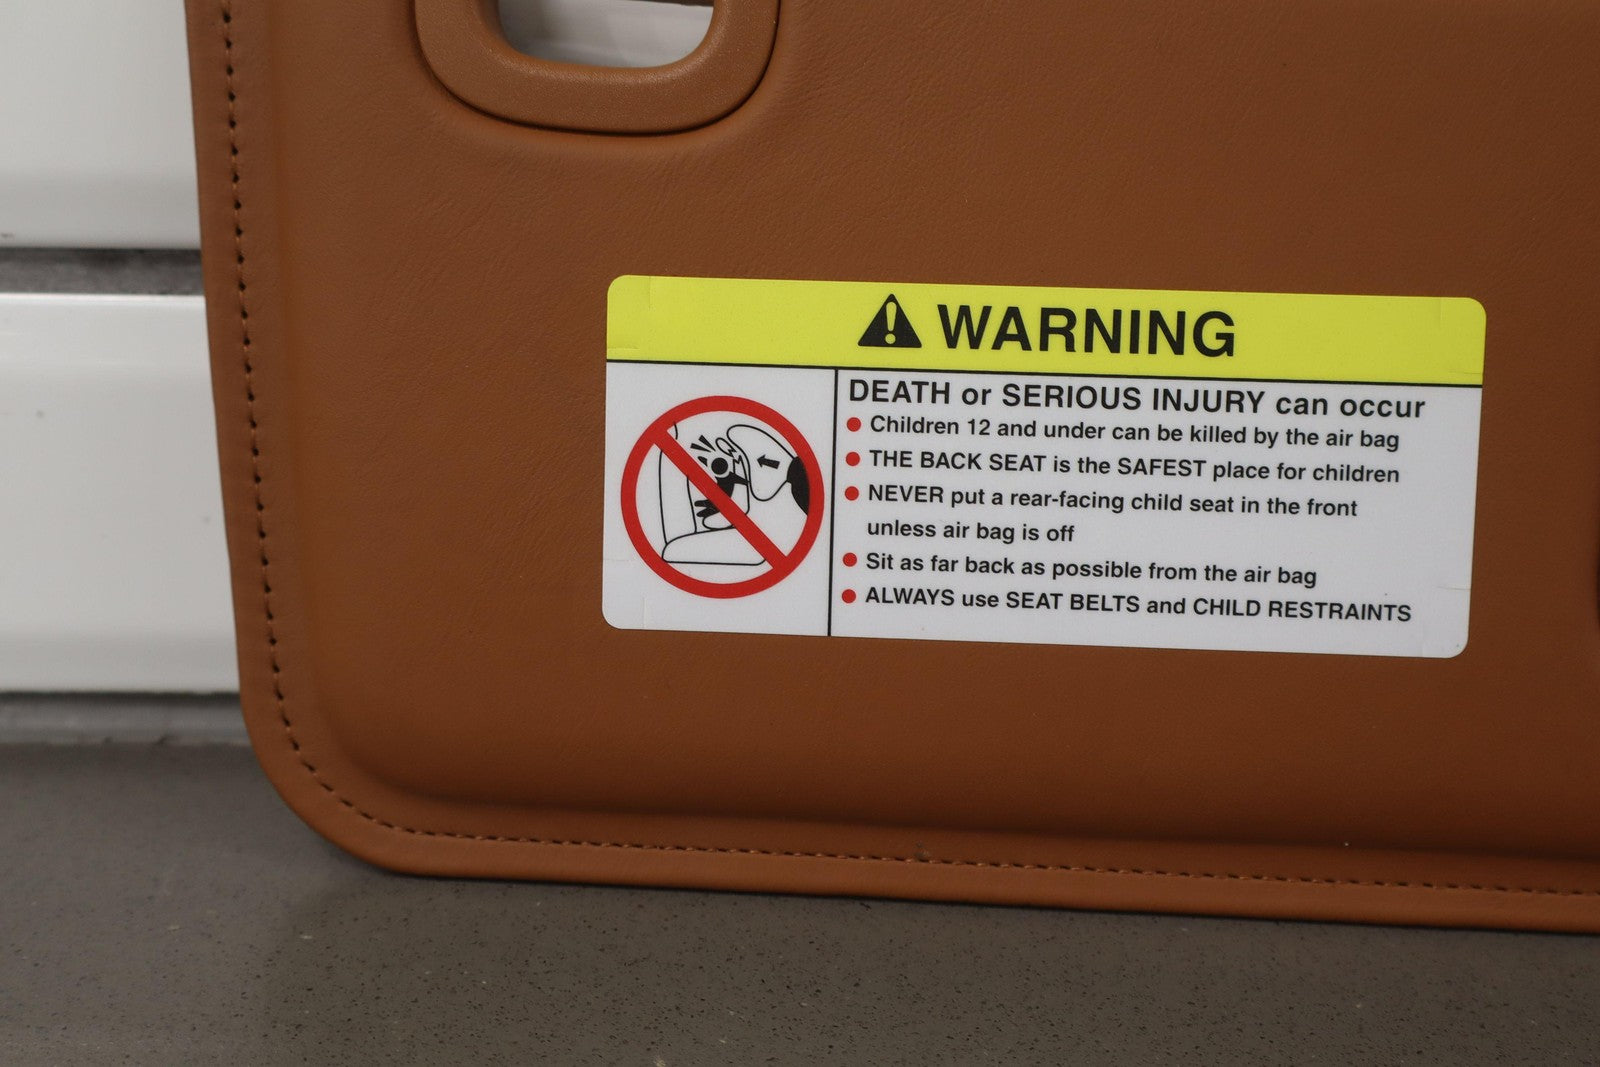 WARNING
DEATH or SERIOUS INJURY can occur
Children 12 and under can be killed by the air bag
THE BACK SEAT is the SAFEST place for children
NEVER put a rear-facing child seat in the front
unless air bag is off
Sit as far back as possible from the air bag
ALWAYS use SEAT BELTS and CHILD RESTRAINTS